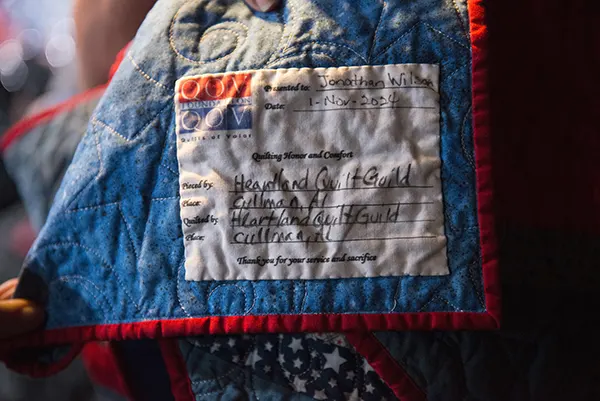 QOV
FOUNDATION
QOV
Quilts of Valor
Presented to: Jonathan Wilson
Date: 1-Nov-2024
Quilting Honor and Comfort
Pieced by: Heartland Quilt Guild
Place: Cullman, Al
Quilted by: Heartland Quilt Guild
Place: Cullman, Al
Thank you for your service and sacrifice